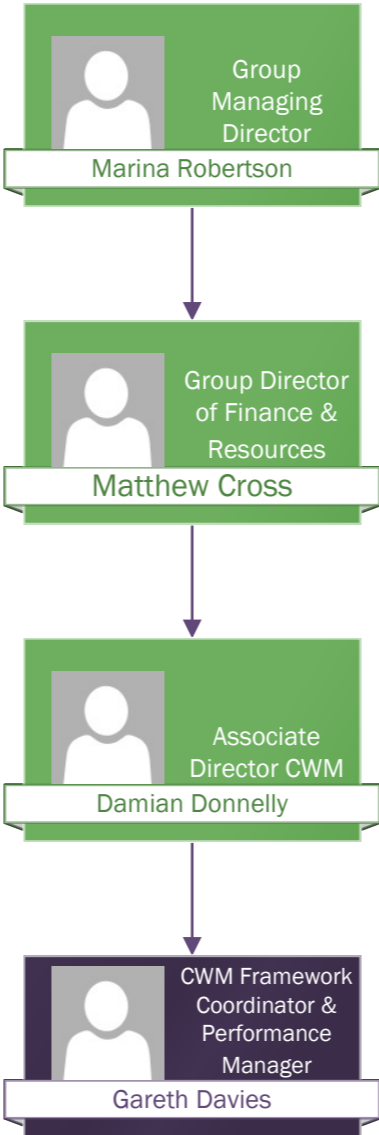 Group
Managing
Director
Marina Robertson
Group Director
of Finance &
Resources
Matthew Cross
Associate
Director CWM
Damian Donnelly
CWM Framework
Coordinator &
Performance
Manager
Gareth Davies